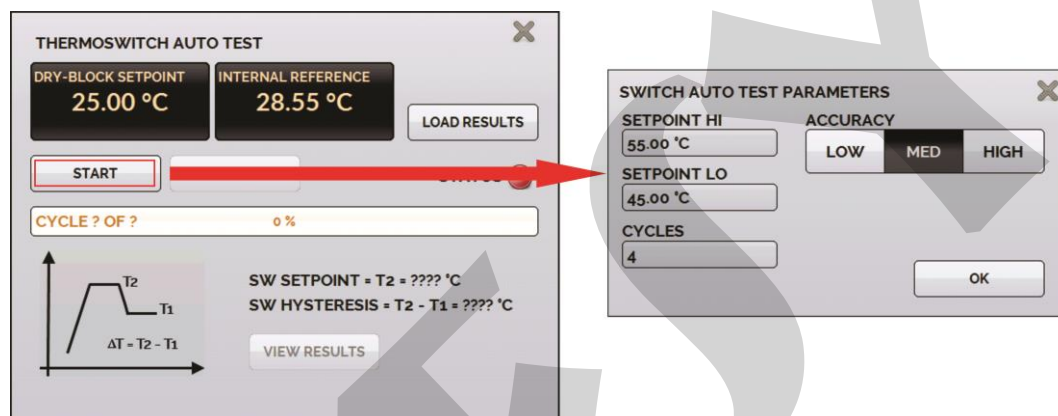 THERMOSWITCH AUTO TEST
DRY-BLOCK SETPOINT
25.00 °C
INTERNAL REFERENCE
28.55 °C
LOAD RESULTS
START
CYCLE ? OF ?
0 %
T2
T1
ΔT = T2 - T1
SW SETPOINT = T2 = ???? °C
SW HYSTERESIS = T2 - T1 = ???? °C
VIEW RESULTS
SWITCH AUTO TEST PARAMETERS
SETPOINT HI
55.00 °C
SETPOINT LO
45.00 °C
CYCLES
4
ACCURACY
LOW MED HIGH
OK